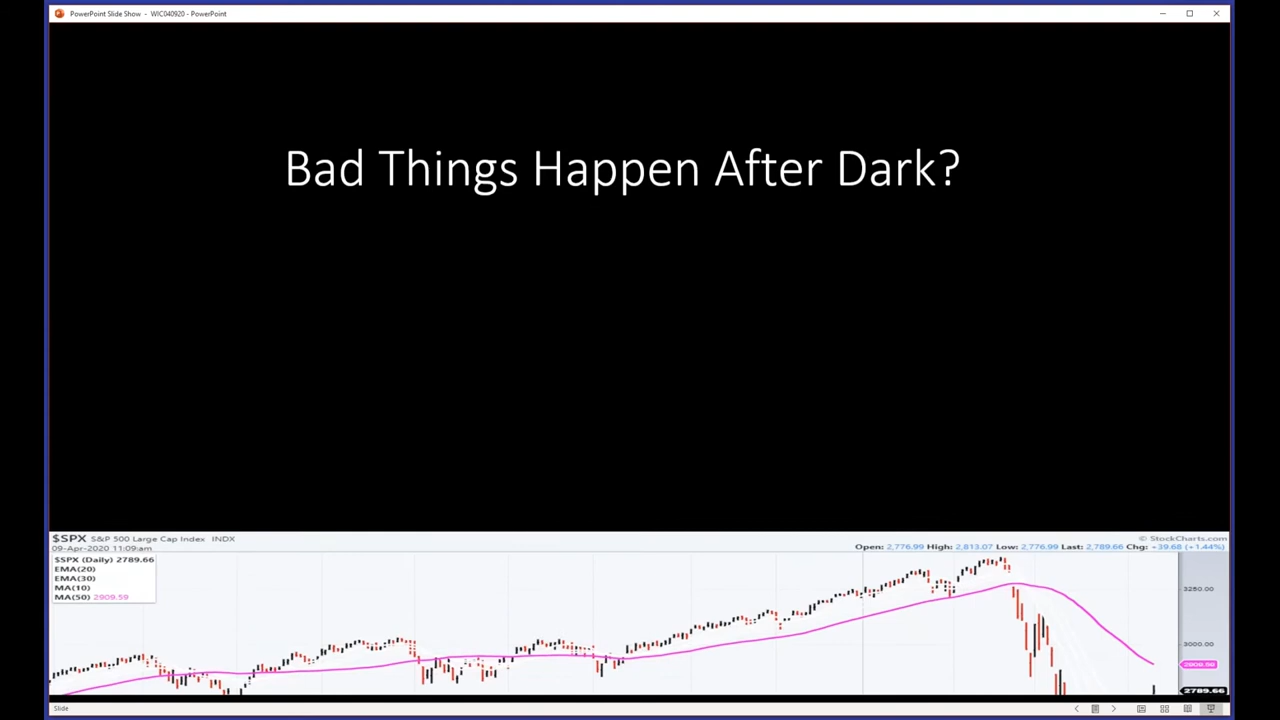 PowerPoint Slide Show - WIC040920 - PowerPoint
Bad Things Happen After Dark?
$SPX S&P 500 Large Cap Index INDX
© StockCharts.com
09-Apr-2020 11:09am
Open: 2,776.99 High: 2,813.07 Low: 2,776.99 Last: 2,789.66 Chg: +39.68 (+1.44%)
$SPX (Daily) 2789.66
EMA(20)
EMA(30)
MA(10)
MA(50) 2909.59
3250.00
3000.00
2909.59
2789.66
Slide